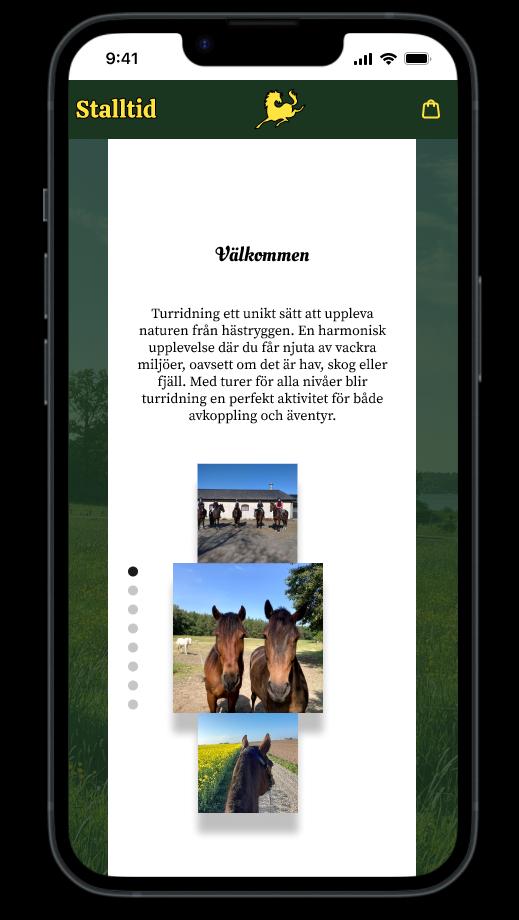 9:41
Stalltid
Välkommen
Turridning ett unikt sätt att uppleva
naturen från hästryggen. En harmonisk
upplevelse där du får njuta av vackra
miljöer, oavsett om det är hav, skog eller
fjäll. Med turer för alla nivåer blir
turridning en perfekt aktivitet för både
avkoppling och äventyr.